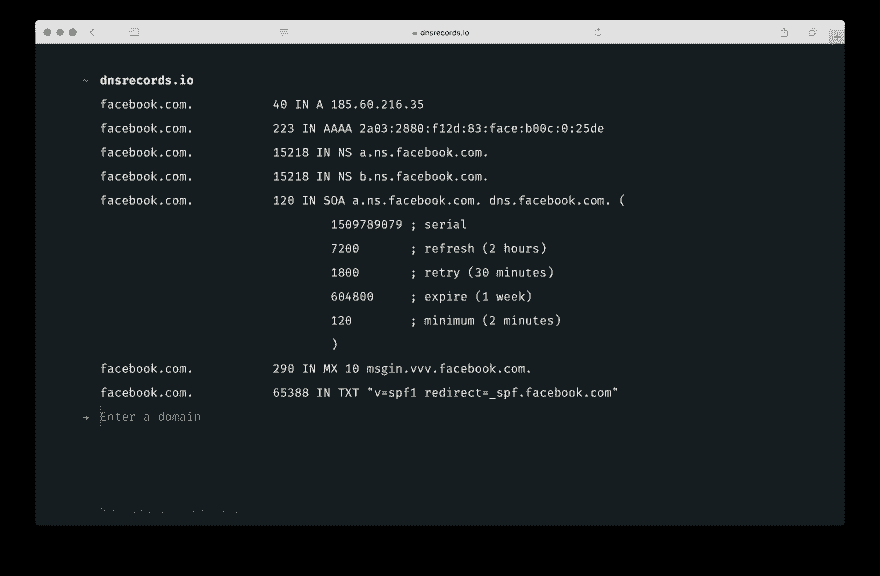 dnsrecords.io
~ dnsrecords.io
facebook.com. 40 IN A 185.60.216.35
facebook.com. 223 IN AAAA 2a03:2880:f12d:83:face:b00c:0:25de
facebook.com. 15218 IN NS a.ns.facebook.com.
facebook.com. 15218 IN NS b.ns.facebook.com.
facebook.com. 120 IN SOA a.ns.facebook.com. dns.facebook.com. (
1509789079 ; serial
7200 ; refresh (2 hours)
1800 ; retry (30 minutes)
604800 ; expire (1 week)
120 ; minimum (2 minutes)
)
facebook.com. 290 IN MX 10 msgin.vvv.facebook.com.
facebook.com. 65388 IN TXT "v=spf1 redirect=_spf.facebook.com"
→ Enter a domain